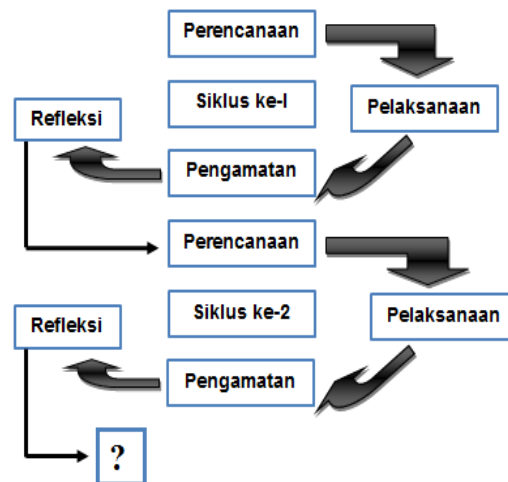 Perencanaan
Siklus ke-I
Pelaksanaan
Refleksi
Pengamatan
Perencanaan
Siklus ke-2
Pelaksanaan
Refleksi
Pengamatan
?